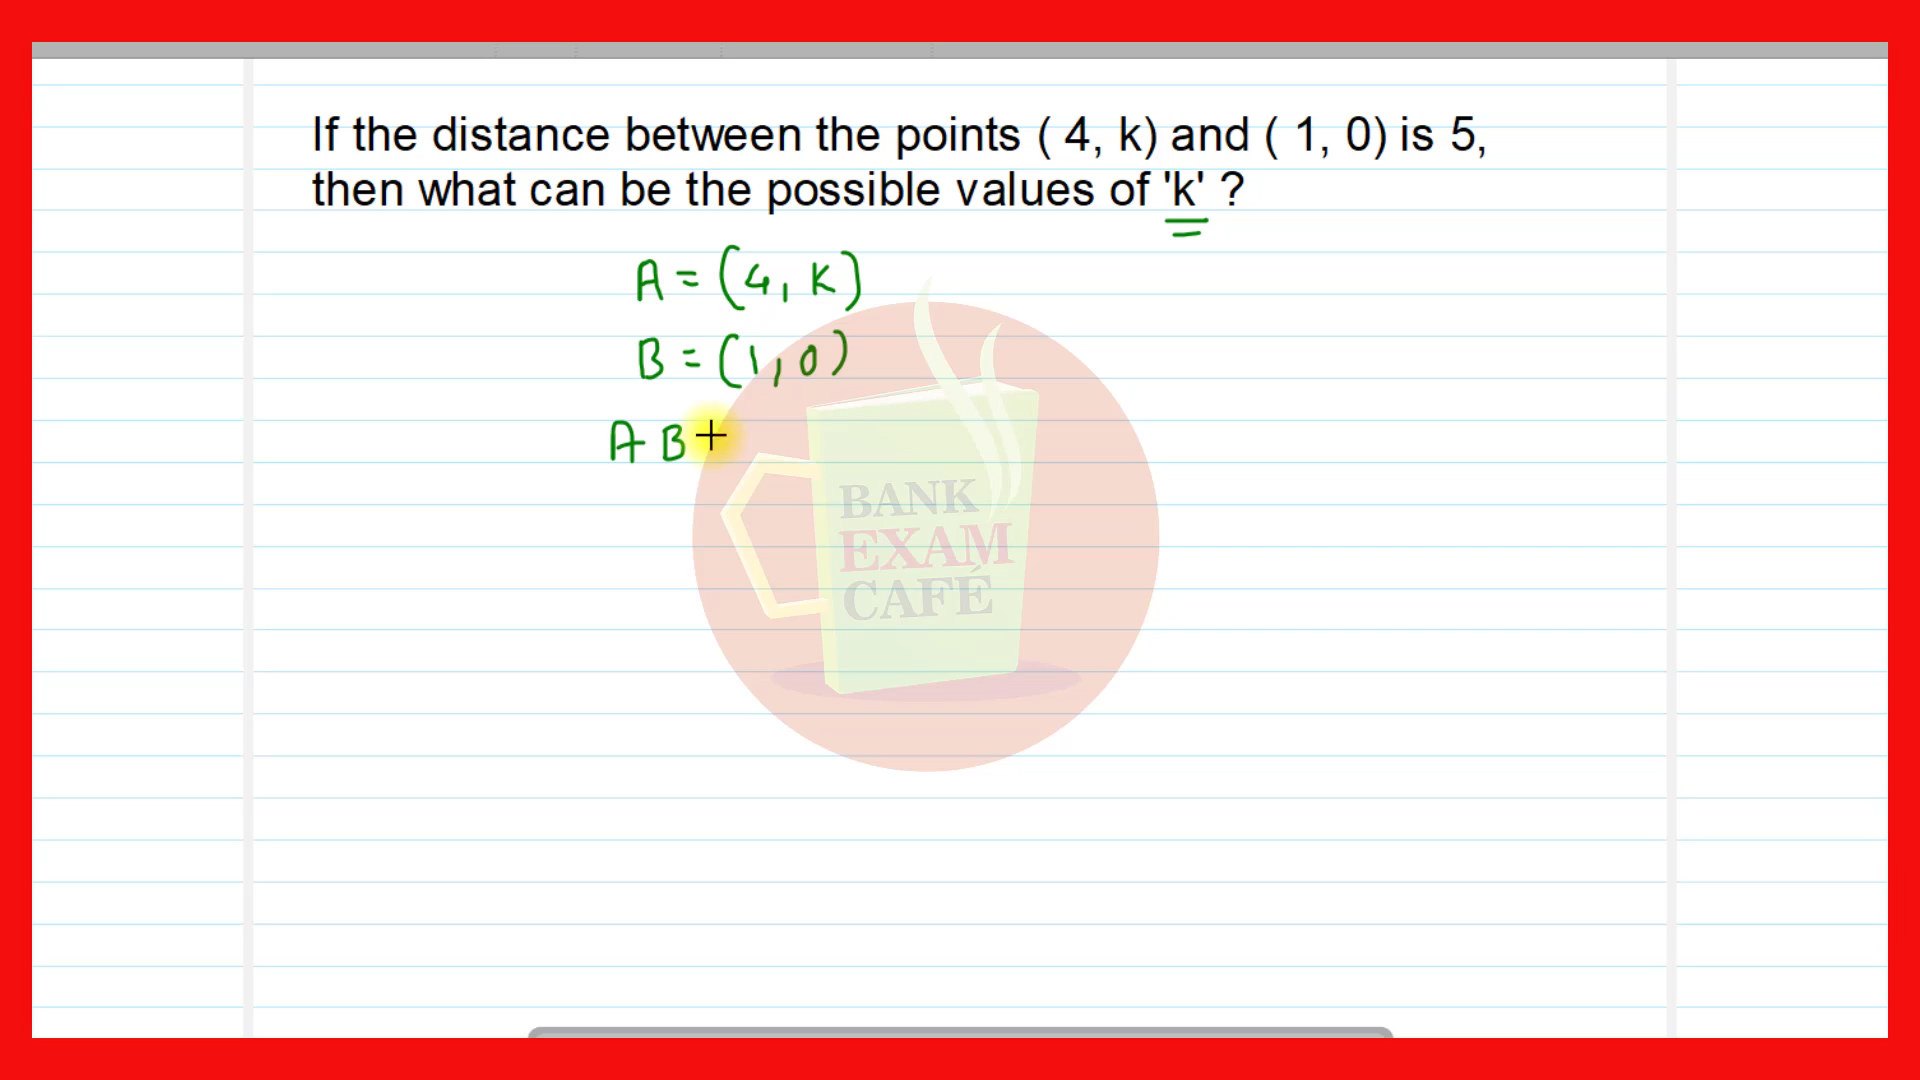 If the distance between the points ( 4, k) and ( 1, 0) is 5,
then what can be the possible values of 'k' ?
A = (4, K)
B = (1, 0)
AB
BANK
EXAM
CAFÉ